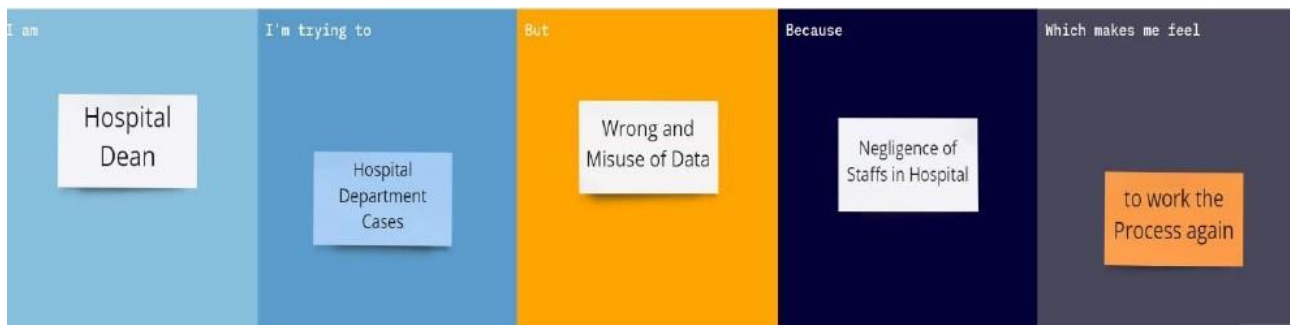 I am
Hospital
Dean
I'm trying to
Hospital
Department
Cases
But
Wrong and
Misuse of Data
Because
Negligence of
Staffs in Hospital
Which makes me feel
to work the
Process again